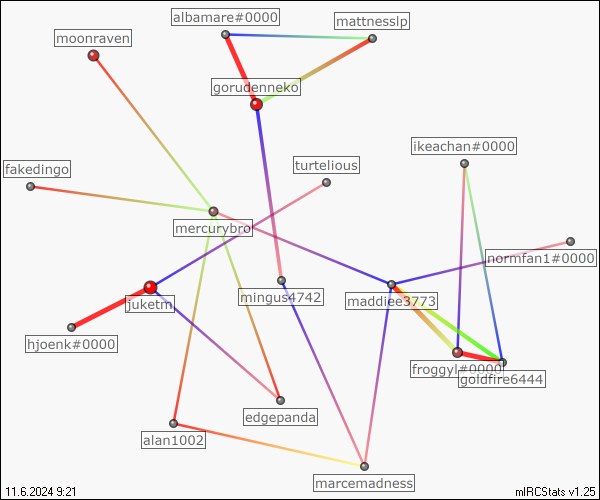 albamare#0000
mattnesslp
moonraven
gorudenneko
ikeachan#0000
turtelious
fakedingo
mercurybro
normfan1#0000
mingus4742
maddiee3773
juketm
hjoenk#0000
froggyl#0000
goldfire6444
edgepanda
alan1002
marcemadness
11.6.2024 9:21
mIRCStats v1.25